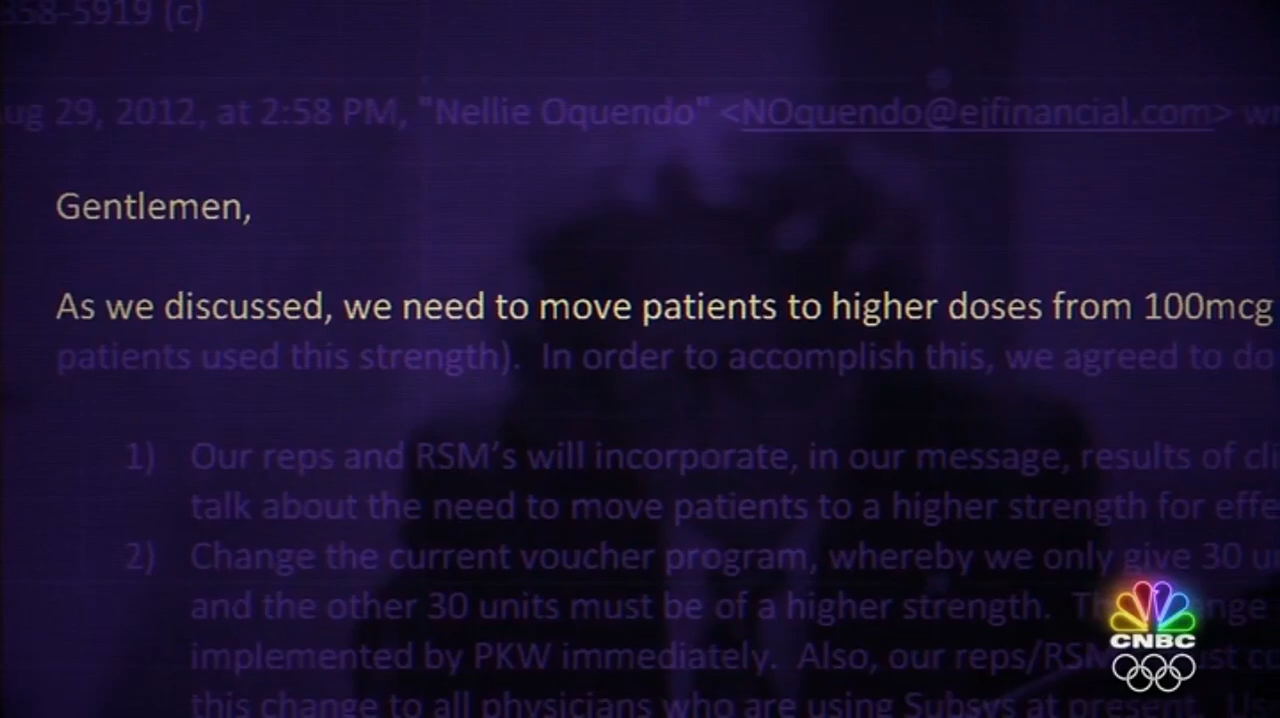 358-5919 (c)
Aug 29, 2012, at 2:58 PM, "Nellie Oquendo" <NOquendo@ejfinancial.com>
Gentlemen,
As we discussed, we need to move patients to higher doses from 100mcg
patients used this strength). In order to accomplish this, we agreed to do
1) Our reps and RSM's will incorporate, in our message, results of
talk about the need to move patients to a higher strength for
2) Change the current voucher program, whereby we only give 30
and the other 30 units must be of a higher strength.
implemented by PKW immediately. Also, our
this change to all physicians who are using Subsys at present.
CNBC